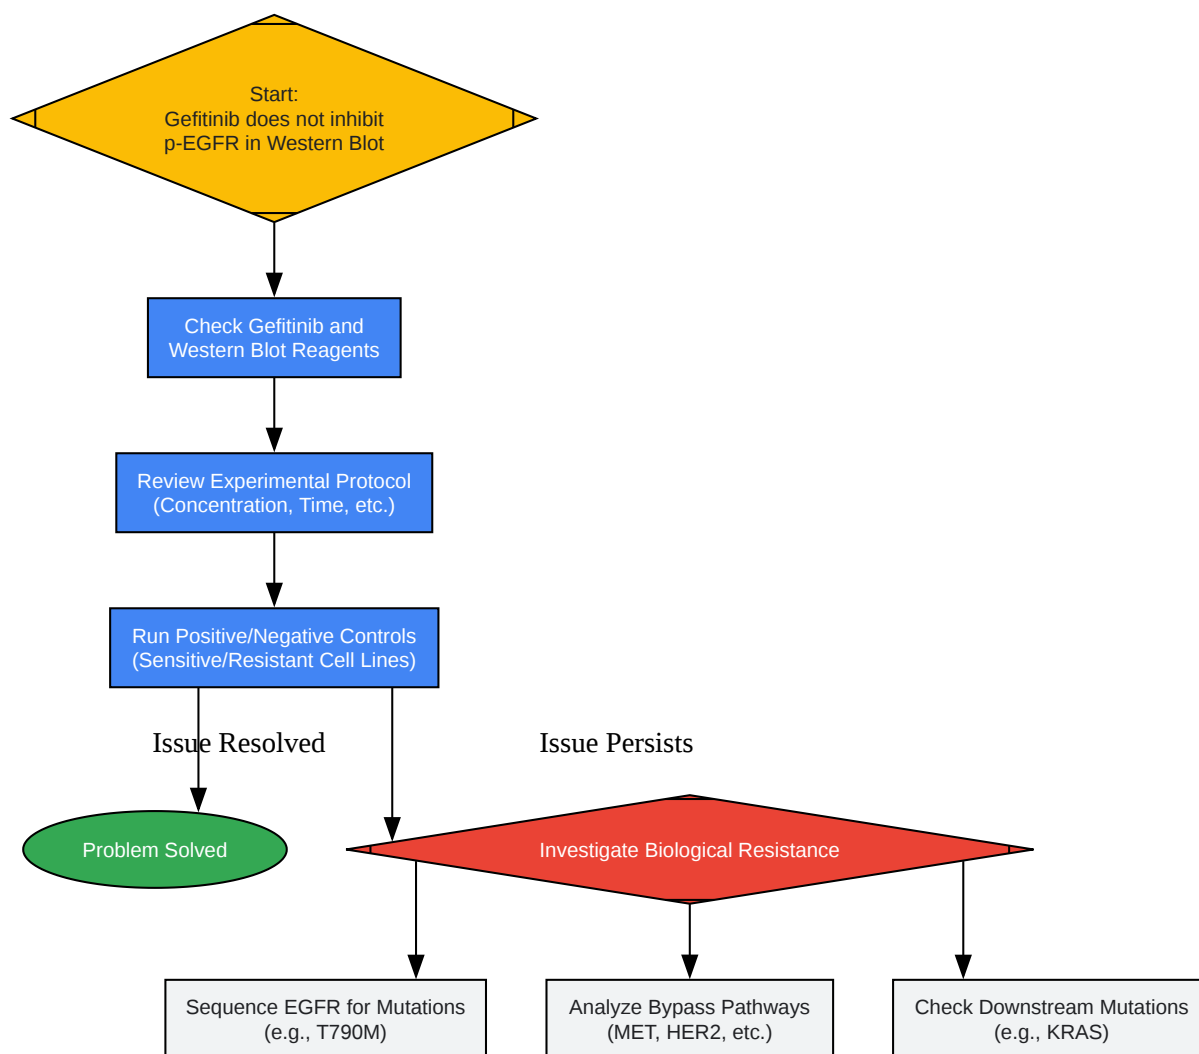 Start:
Gefitinib does not inhibit
p-EGFR in Western Blot
Check Gefitinib and
Western Blot Reagents
Review Experimental Protocol
(Concentration, Time, etc.)
Run Positive/Negative Controls
(Sensitive/Resistant Cell Lines)
Issue Resolved
Issue Persists
Problem Solved
Investigate Biological Resistance
Sequence EGFR for Mutations
(e.g., T790M)
Analyze Bypass Pathways
(MET, HER2, etc.)
Check Downstream Mutations
(e.g., KRAS)